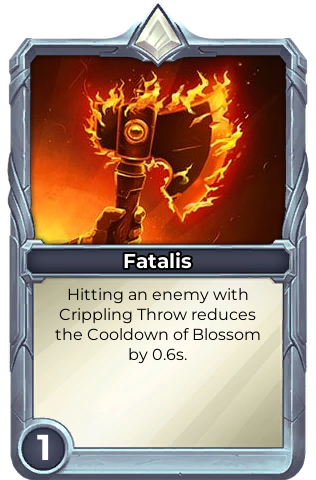 Fatalis
Hitting an enemy with
Crippling Throw reduces
the Cooldown of Blossom
by 0.6s.
1